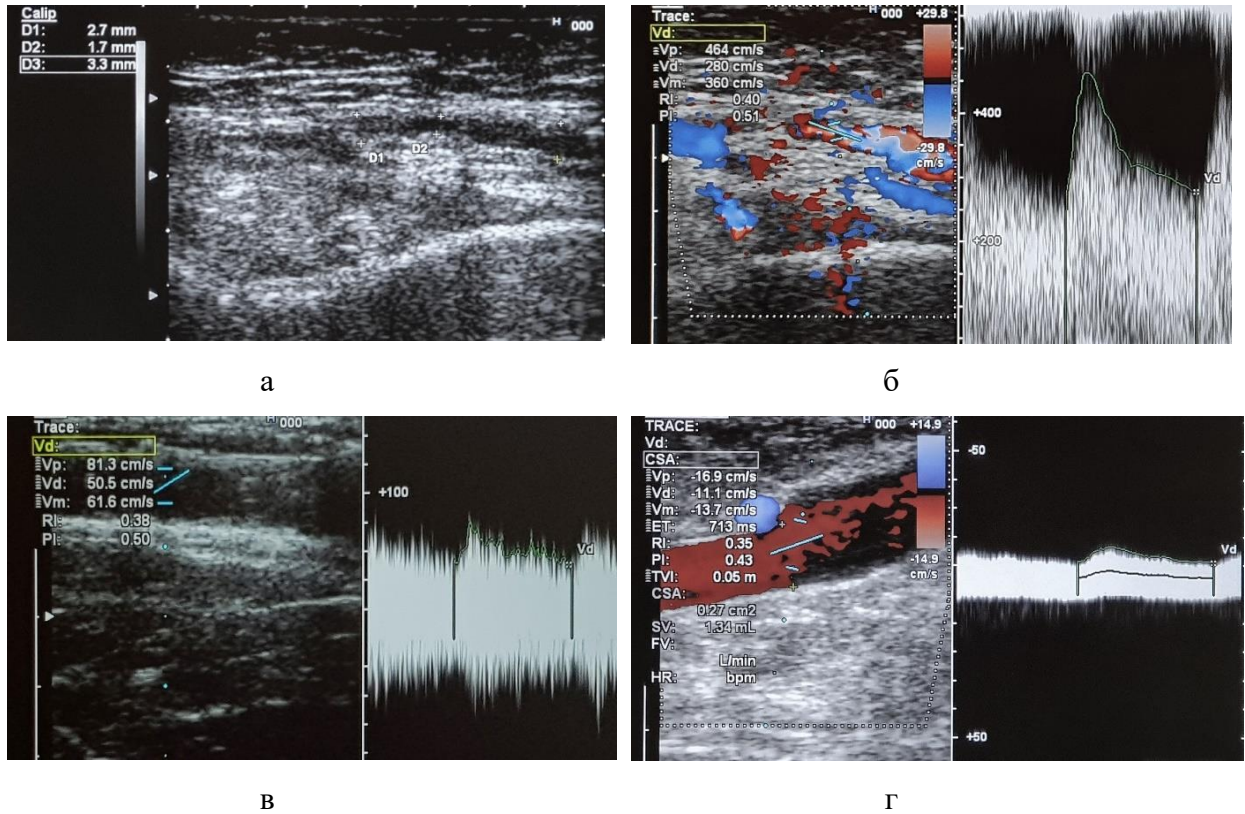 Calip
D1: 2.7 mm
D2: 1.7 mm
D3: 3.3 mm
H 000
D1
D2
а
Trace:
Vd:
Vp: 464 cm/s
Vd: 280 cm/s
Vm: 360 cm/s
RI: 0.40
PI: 0.51
H 000
+29.8
-29.8
cm/s
+400
+200
Vd
б
Trace:
Vd:
Vp: 81.3 cm/s
Vd: 50.5 cm/s
Vm: 61.6 cm/s
RI: 0.38
PI: 0.50
H 000
+100
Vd
в
TRACE:
Vd:
CSA:
Vp: -16.9 cm/s
Vd: -11.1 cm/s
Vm: -13.7 cm/s
ET: 713 ms
RI: 0.35
PI: 0.43
TVI: 0.05 m
CSA:
0.27 cm2
SV: 1.34 mL
FV:
L/min
HR: bpm
H 000
+14.9
-14.9
cm/s
-50
Vd
+50
г